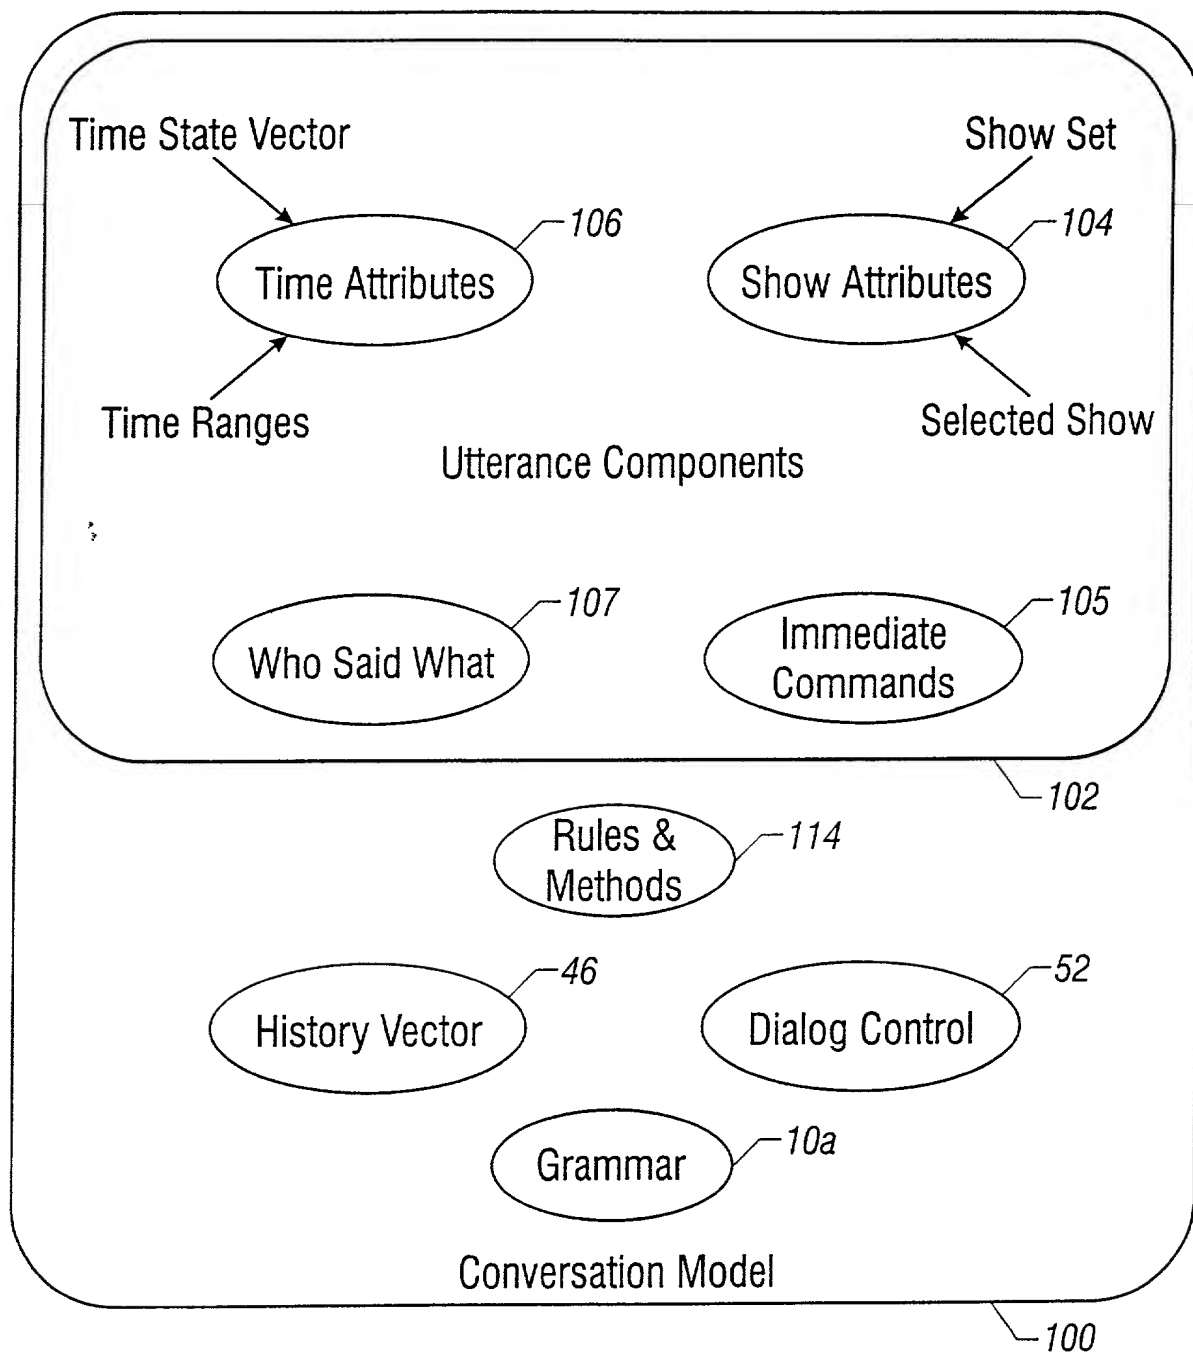 Time State Vector
Show Set
106
104
Time Attributes
Show Attributes
Time Ranges
Selected Show
Utterance Components
107
105
Who Said What
Immediate
Commands
102
Rules &
Methods
114
46
52
History Vector
Dialog Control
10a
Grammar
Conversation Model
100